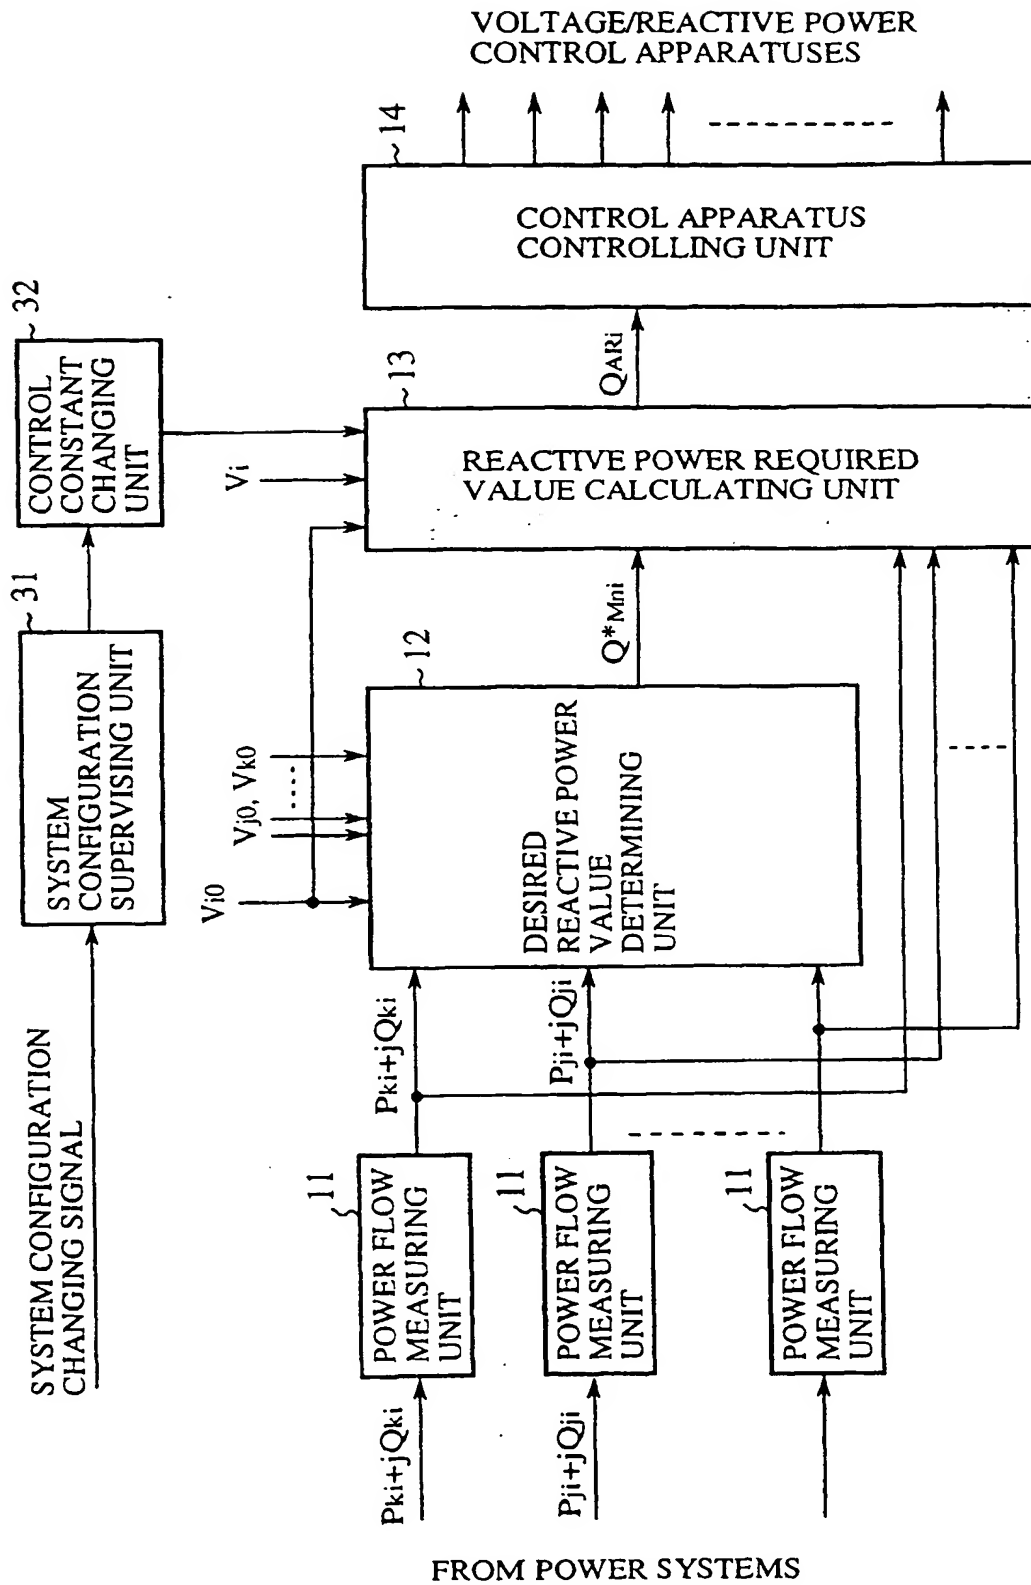 SYSTEM CONFIGURATION
CHANGING SIGNAL
31
SYSTEM
CONFIGURATION
SUPERVISING UNIT
32
CONTROL
CONSTANT
CHANGING
UNIT
Vi0
Vj0, Vk0
Vi
FROM POWER SYSTEMS
Pki+jQki
11
POWER FLOW
MEASURING
UNIT
Pki+jQki
Pji+jQji
11
POWER FLOW
MEASURING
UNIT
Pji+jQji
11
POWER FLOW
MEASURING
UNIT
12
DESIRED
REACTIVE POWER
VALUE
DETERMINING
UNIT
Q*Mni
13
REACTIVE POWER REQUIRED
VALUE CALCULATING UNIT
QARi
14
CONTROL APPARATUS
CONTROLLING UNIT
VOLTAGE/REACTIVE POWER
CONTROL APPARATUSES